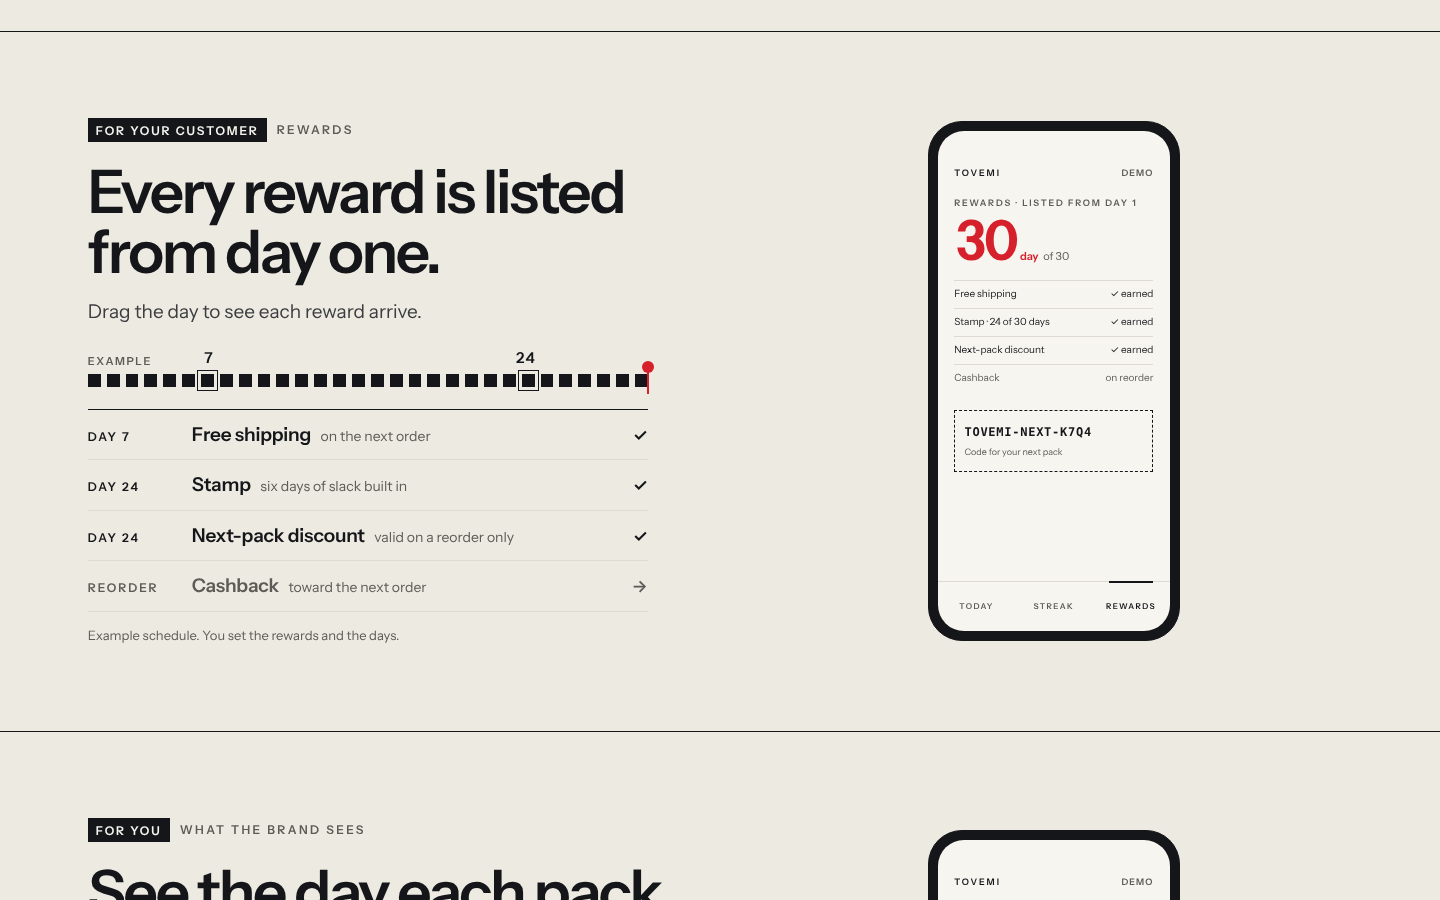 FOR YOUR CUSTOMER REWARDS
Every reward is listed
from day one.
Drag the day to see each reward arrive.
EXAMPLE 7 24
DAY 7 Free shipping on the next order
DAY 24 Stamp six days of slack built in
DAY 24 Next-pack discount valid on a reorder only
REORDER Cashback toward the next order
Example schedule. You set the rewards and the days.
TOVEMI DEMO
REWARDS · LISTED FROM DAY 1
30 day of 30
Free shipping ✓ earned
Stamp · 24 of 30 days ✓ earned
Next-pack discount ✓ earned
Cashback on reorder
TOVEMI-NEXT-K7Q4
Code for your next pack
TODAY STREAK REWARDS
FOR YOU WHAT THE BRAND SEES
See the day each pack
TOVEMI DEMO